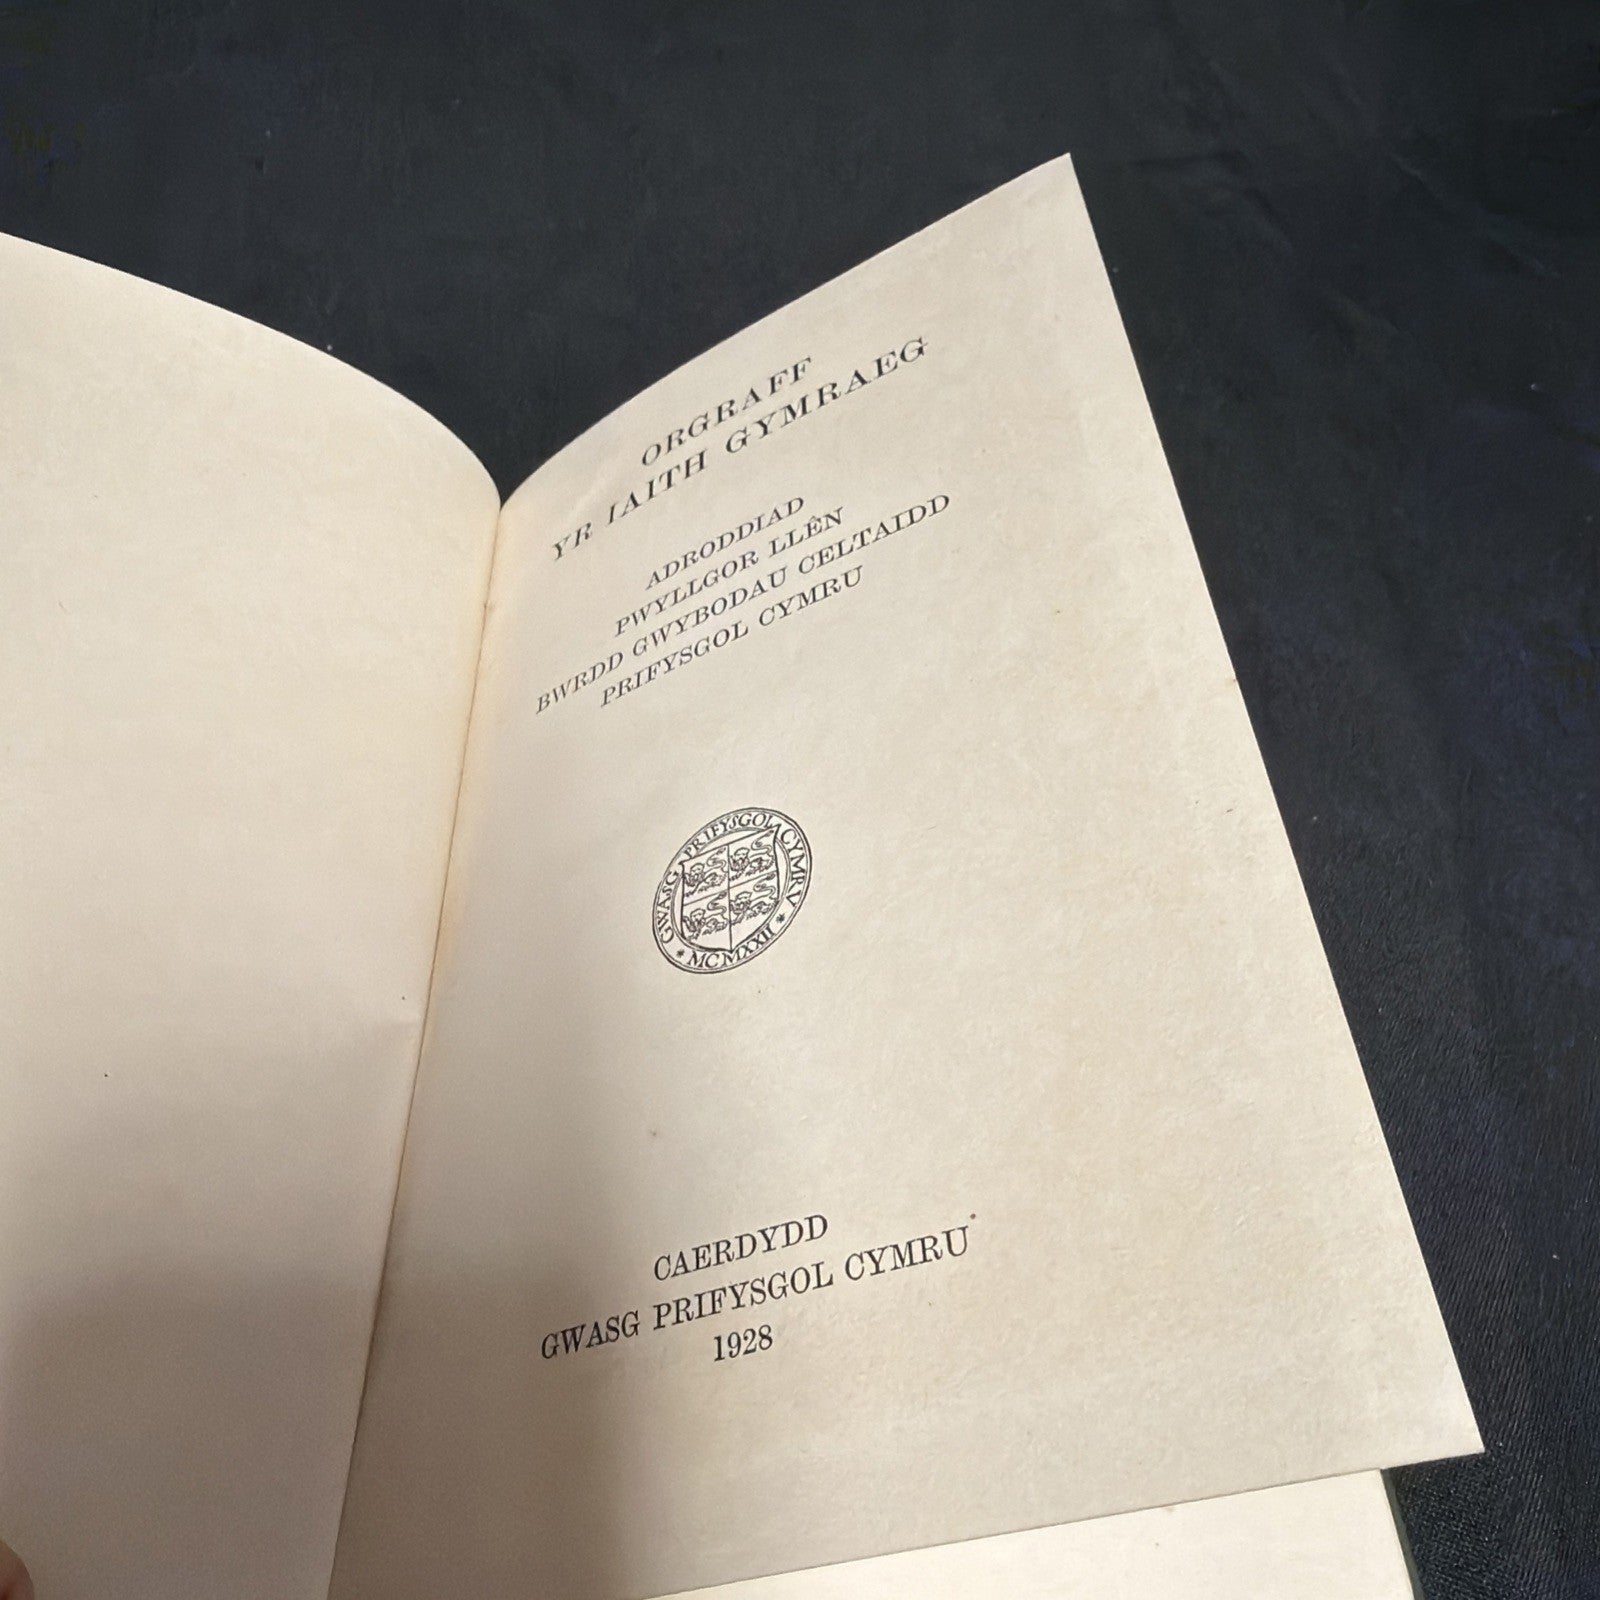 ORGRAFF
YR IAITH GYMRAEG
ADRODDIAD
PWYLLGOR LLÊN
BWRDD GWYBODAU CELTAIDD
PRIFYSGOL CYMRU
GWASG PRIFYSGOL CYMRV
* MCMXXII *
CAERDYDD
GWASG PRIFYSGOL CYMRU
1928